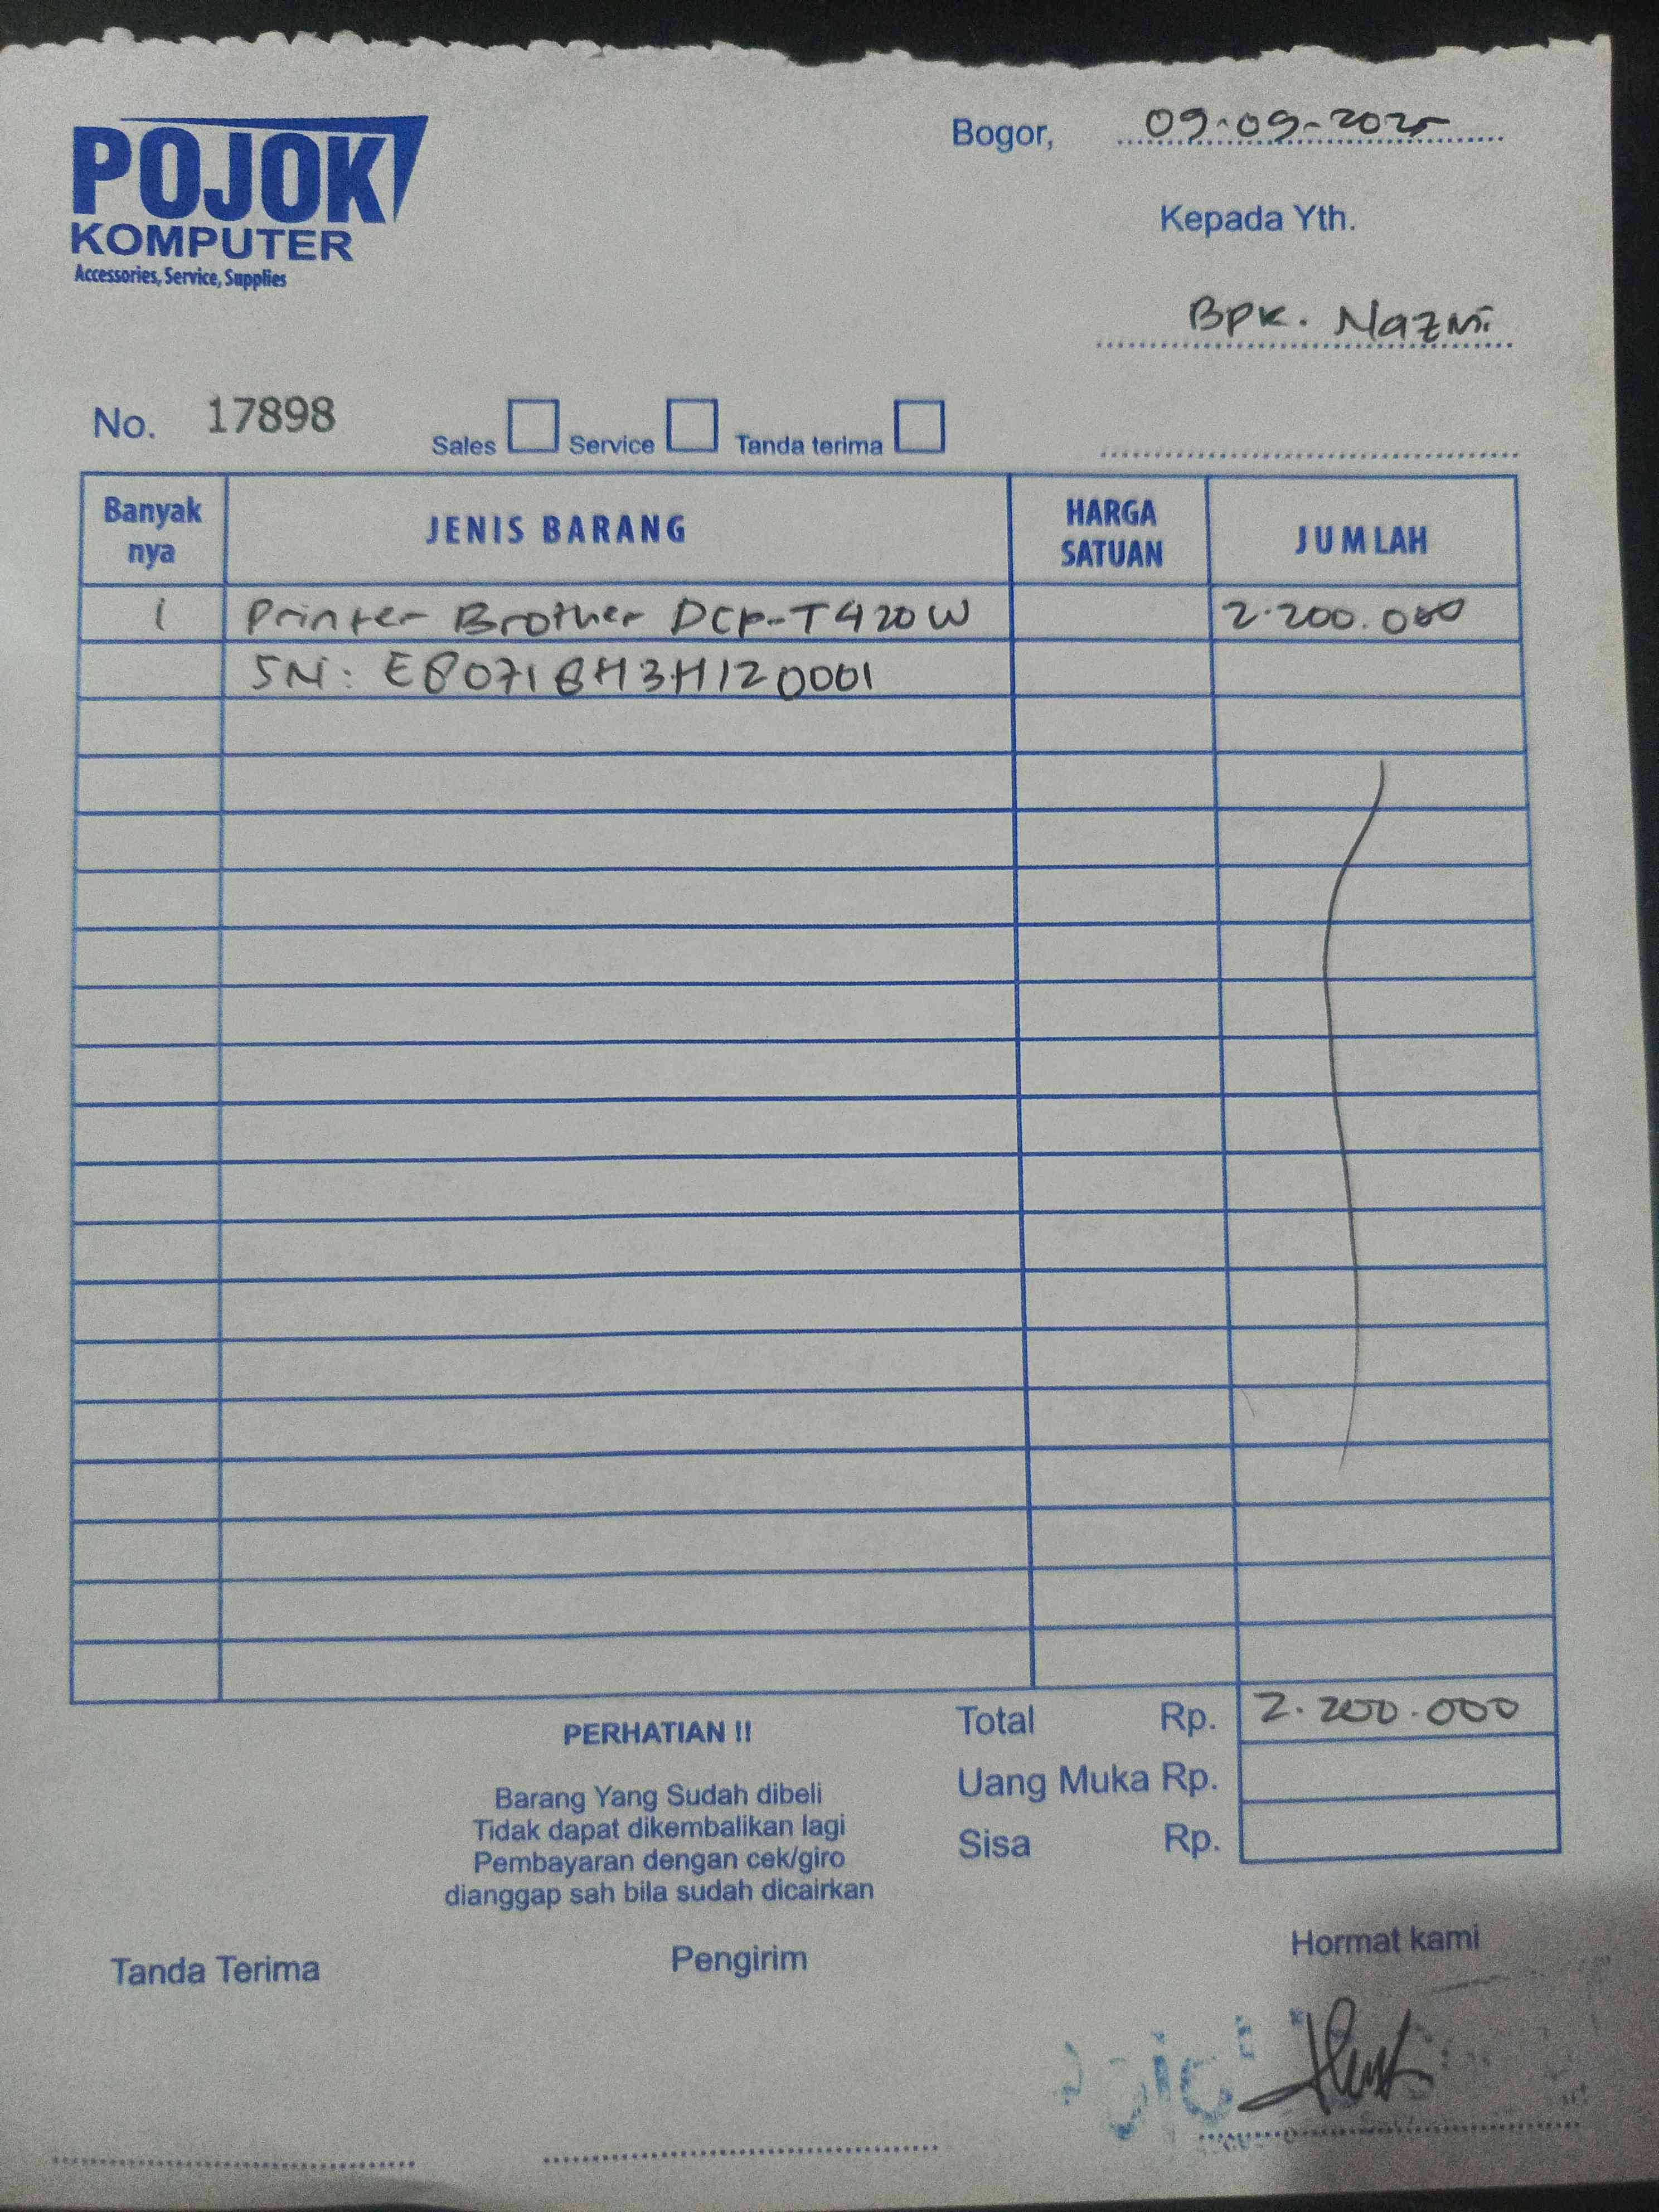 POJOK
KOMPUTER
Accessories, Service, Supplies
Bogor, 09-09-2025
Kepada Yth.
Bpk. Nazmi
No. 17898
Sales Service Tanda terima
Banyak nya JENIS BARANG HARGA SATUAN JUMLAH
1 Printer Brother DCP-T420W 2.200.000
SN: E80718H3H120001
Total Rp. 2.200.000
Uang Muka Rp.
Sisa Rp.
PERHATIAN !!
Barang Yang Sudah dibeli
Tidak dapat dikembalikan lagi
Pembayaran dengan cek/giro
dianggap sah bila sudah dicairkan
Tanda Terima Pengirim Hormat kami